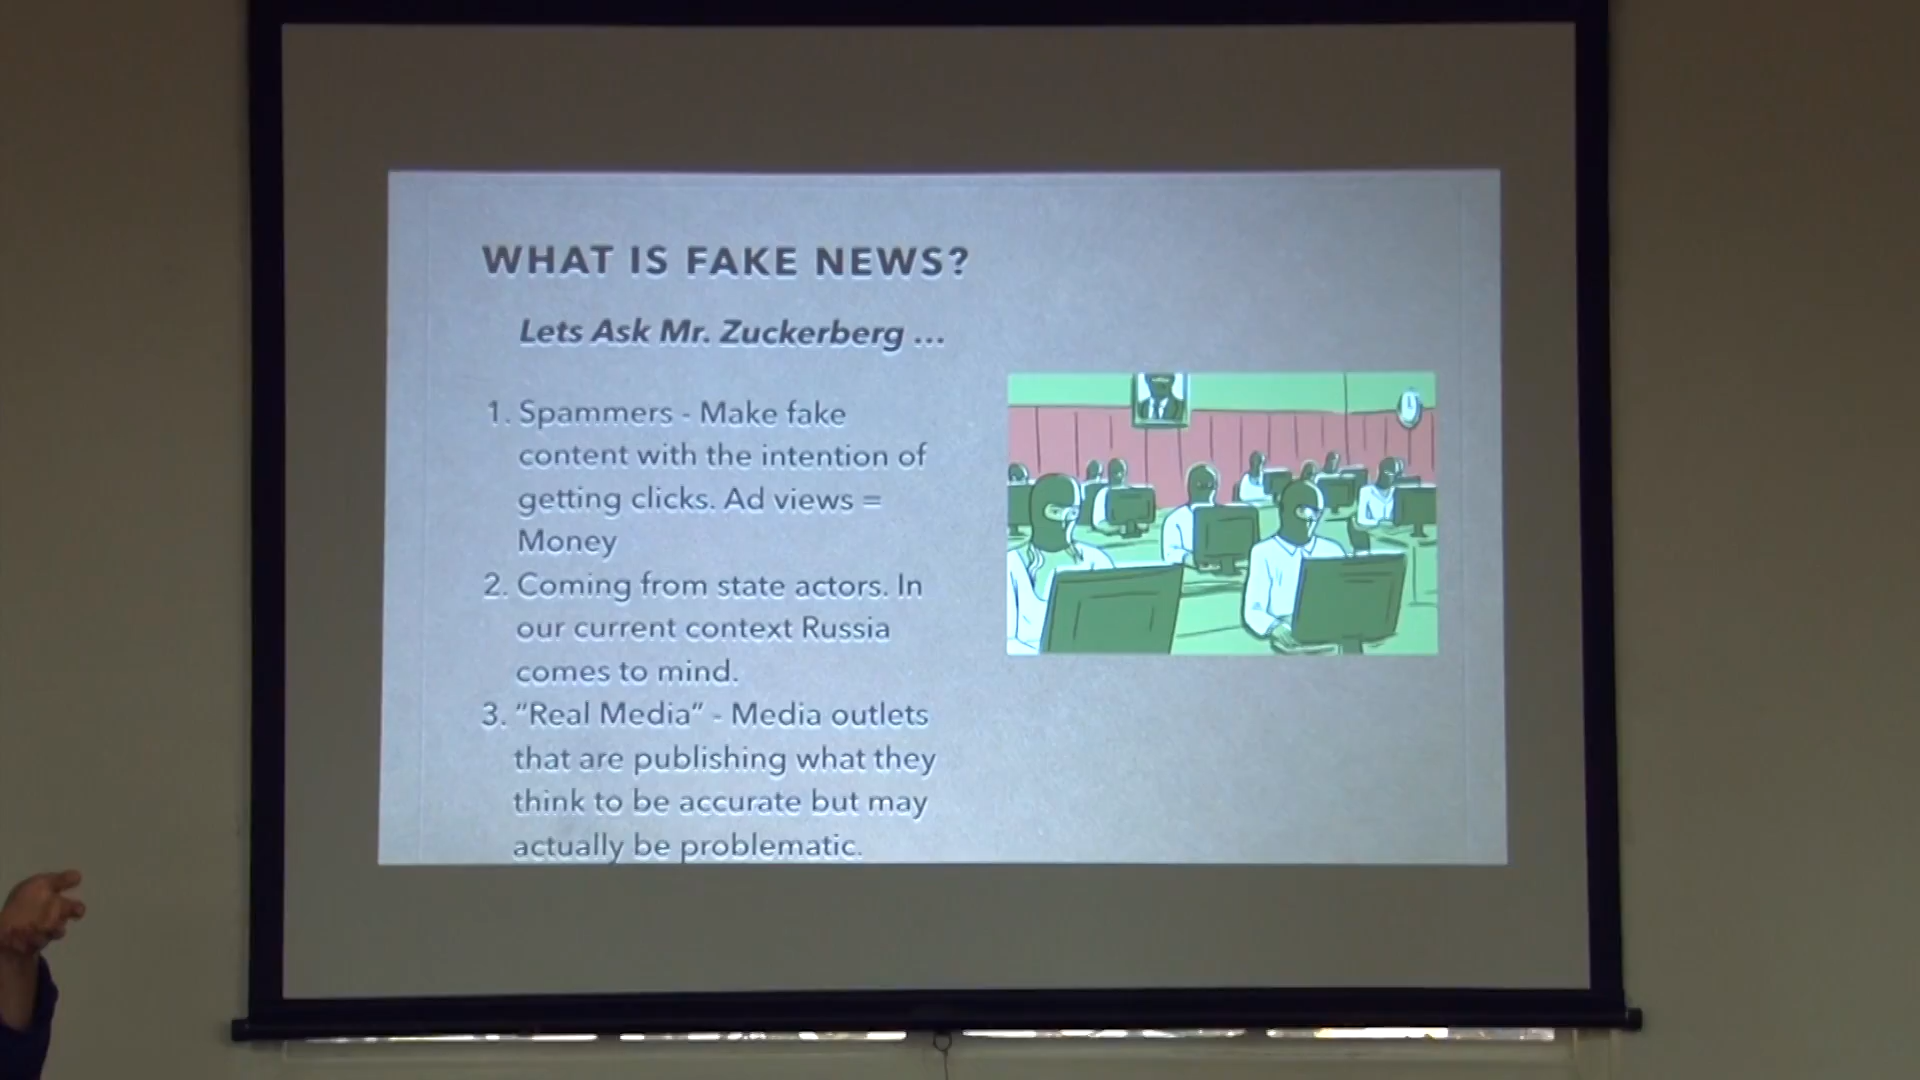 WHAT IS FAKE NEWS?
Lets Ask Mr. Zuckerberg ...
1. Spammers - Make fake
content with the intention of
getting clicks. Ad views =
Money
2. Coming from state actors. In
our current context Russia
comes to mind.
3. “Real Media” - Media outlets
that are publishing what they
think to be accurate but may
actually be problematic.